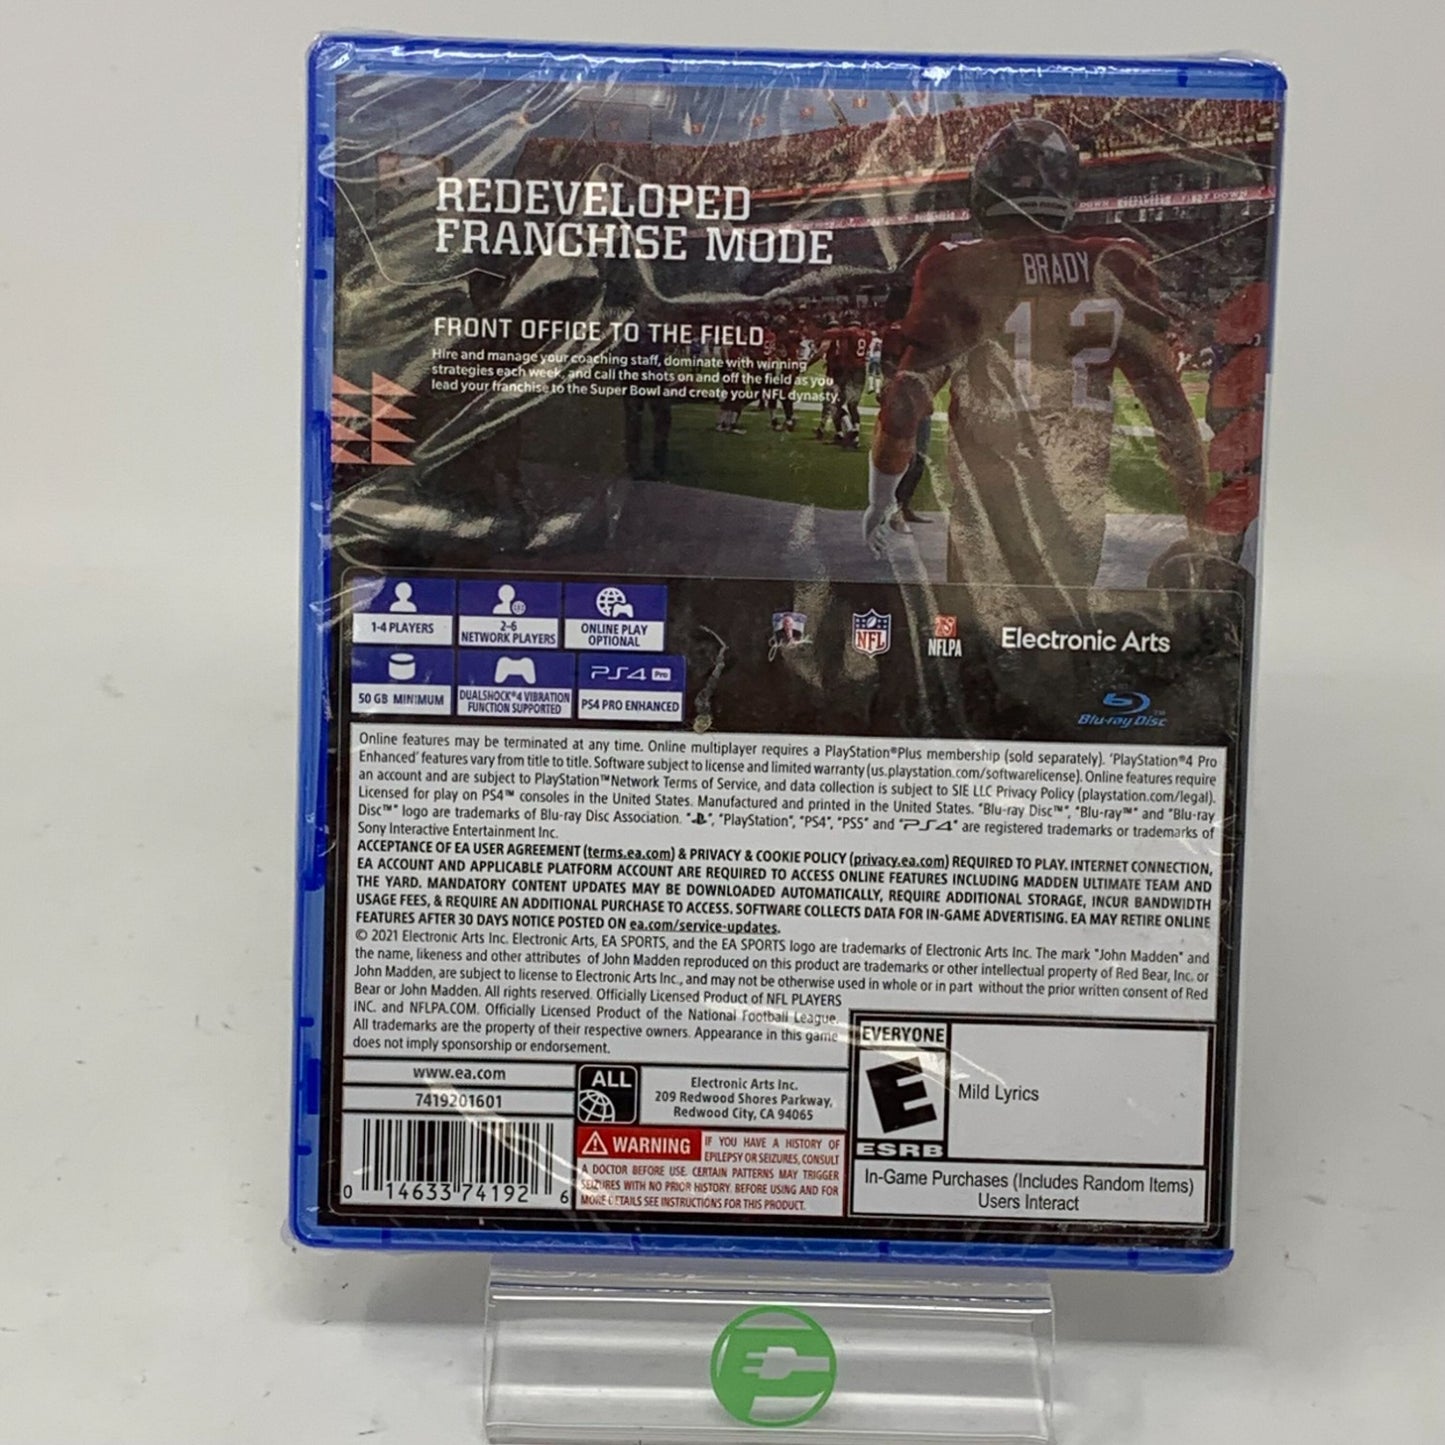 REDEVELOPED
FRANCHISE MODE
FRONT OFFICE TO THE FIELD
Hire and manage your coaching staff, dominate with winning
strategies each week, and call the shots on and off the field as you
lead your franchise to the Super Bowl and create your NFL dynasty.
BRADY
12
1-4 PLAYERS
2-6
NETWORK PLAYERS
ONLINE PLAY
OPTIONAL
50 GB MINIMUM
DUALSHOCK®4 VIBRATION
FUNCTION SUPPORTED
PS4 Pro
PS4 PRO ENHANCED
NFL
NFLPA
Electronic Arts
Blu-ray Disc™
Online features may be terminated at any time. Online multiplayer requires a PlayStation®Plus membership (sold separately). 'PlayStation®4 Pro
Enhanced' features vary from title to title. Software subject to license and limited warranty (us.playstation.com/softwarelicense). Online features require
an account and are subject to PlayStation™Network Terms of Service, and data collection is subject to SIE LLC Privacy Policy (playstation.com/legal).
Licensed for play on PS4™ consoles in the United States. Manufactured and printed in the United States. "Blu-ray Disc™", "Blu-ray™" and "Blu-ray
Disc™" logo are trademarks of Blu-ray Disc Association. "", "PlayStation", "PS4", "PS5" and "PS4" are registered trademarks or trademarks of
Sony Interactive Entertainment Inc.
ACCEPTANCE OF EA USER AGREEMENT (terms.ea.com) & PRIVACY & COOKIE POLICY (privacy.ea.com) REQUIRED TO PLAY. INTERNET CONNECTION,
EA ACCOUNT AND APPLICABLE PLATFORM ACCOUNT ARE REQUIRED TO ACCESS ONLINE FEATURES INCLUDING MADDEN ULTIMATE TEAM AND
THE YARD. MANDATORY CONTENT UPDATES MAY BE DOWNLOADED AUTOMATICALLY, REQUIRE ADDITIONAL STORAGE, INCUR BANDWIDTH
USAGE FEES, & REQUIRE AN ADDITIONAL PURCHASE TO ACCESS. SOFTWARE COLLECTS DATA FOR IN-GAME ADVERTISING. EA MAY RETIRE ONLINE
FEATURES AFTER 30 DAYS NOTICE POSTED ON ea.com/service-updates.
© 2021 Electronic Arts Inc. Electronic Arts, EA SPORTS, and the EA SPORTS logo are trademarks of Electronic Arts Inc. The mark "John Madden" and
the name, likeness and other attributes of John Madden reproduced on this product are trademarks or other intellectual property of Red Bear, Inc. or
John Madden, are subject to license to Electronic Arts Inc., and may not be otherwise used in whole or in part without the prior written consent of Red
Bear or John Madden. All rights reserved. Officially Licensed Product of NFL PLAYERS
INC. and NFLPA.COM. Officially Licensed Product of the National Football League.
All trademarks are the property of their respective owners. Appearance in this game
does not imply sponsorship or endorsement.
www.ea.com
7419201601
0 14633 74192 6
ALL
Electronic Arts Inc.
209 Redwood Shores Parkway,
Redwood City, CA 94065
WARNING IF YOU HAVE A HISTORY OF
EPILEPSY OR SEIZURES, CONSULT
A DOCTOR BEFORE USE. CERTAIN PATTERNS MAY TRIGGER
SEIZURES WITH NO PRIOR HISTORY. BEFORE USING AND FOR
MORE DETAILS SEE INSTRUCTIONS FOR THIS PRODUCT.
EVERYONE
E
ESRB
Mild Lyrics
In-Game Purchases (Includes Random Items)
Users Interact